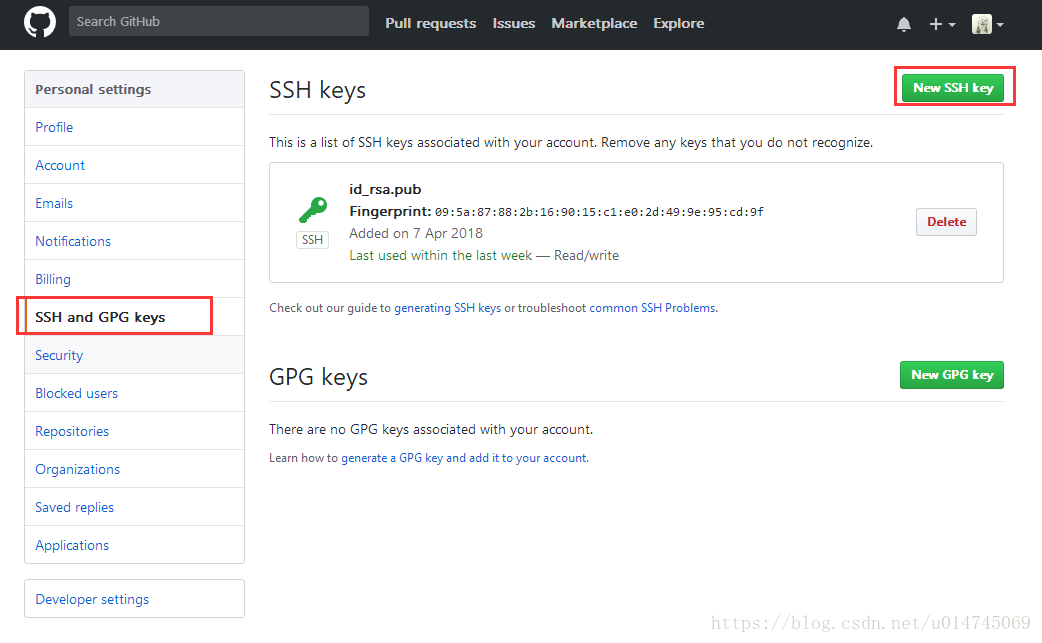 Search GitHub
Pull requests Issues Marketplace Explore
Personal settings
Profile
Account
Emails
Notifications
Billing
SSH and GPG keys
Security
Blocked users
Repositories
Organizations
Saved replies
Applications
Developer settings
SSH keys
New SSH key
This is a list of SSH keys associated with your account. Remove any keys that you do not recognize.
SSH
id_rsa.pub
Fingerprint: 09:5a:87:88:2b:16:90:15:c1:e0:2d:49:9e:95:cd:9f
Added on 7 Apr 2018
Last used within the last week — Read/write
Delete
Check out our guide to generating SSH keys or troubleshoot common SSH Problems.
GPG keys
New GPG key
There are no GPG keys associated with your account.
Learn how to generate a GPG key and add it to your account.
https://blog.csdn.net/u014745069